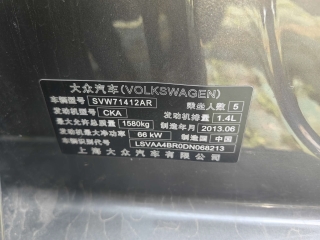 大众汽车(VOLKSWAGEN)
车辆型号 SVW71412AR 乘坐人数 5
发动机型号 CKA 发动机排量 1.4L
最大允许总质量 1580kg 制造年月 2013.06
最大净功率 66 kW 制造国 中国
车辆识别代号 LSVAA4BR0DN068213
上海大众汽车有限公司